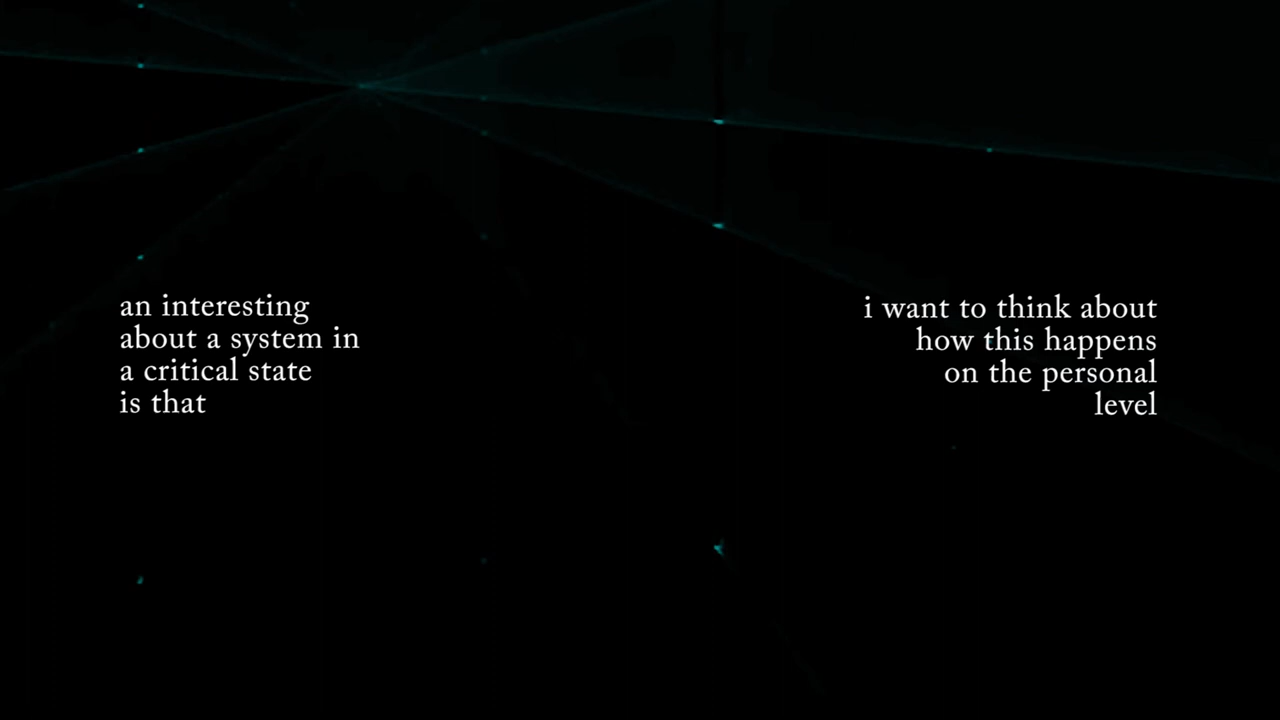 an interesting
about a system in
a critical state
is that
i want to think about
how this happens
on the personal
level